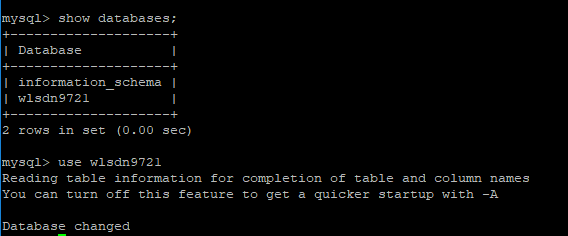 mysql> show databases;
+--------------------+
| Database           |
+--------------------+
| information_schema |
| wlsdn9721          |
+--------------------+
2 rows in set (0.00 sec)
mysql> use wlsdn9721
Reading table information for completion of table and column names
You can turn off this feature to get a quicker startup with -A
Database changed